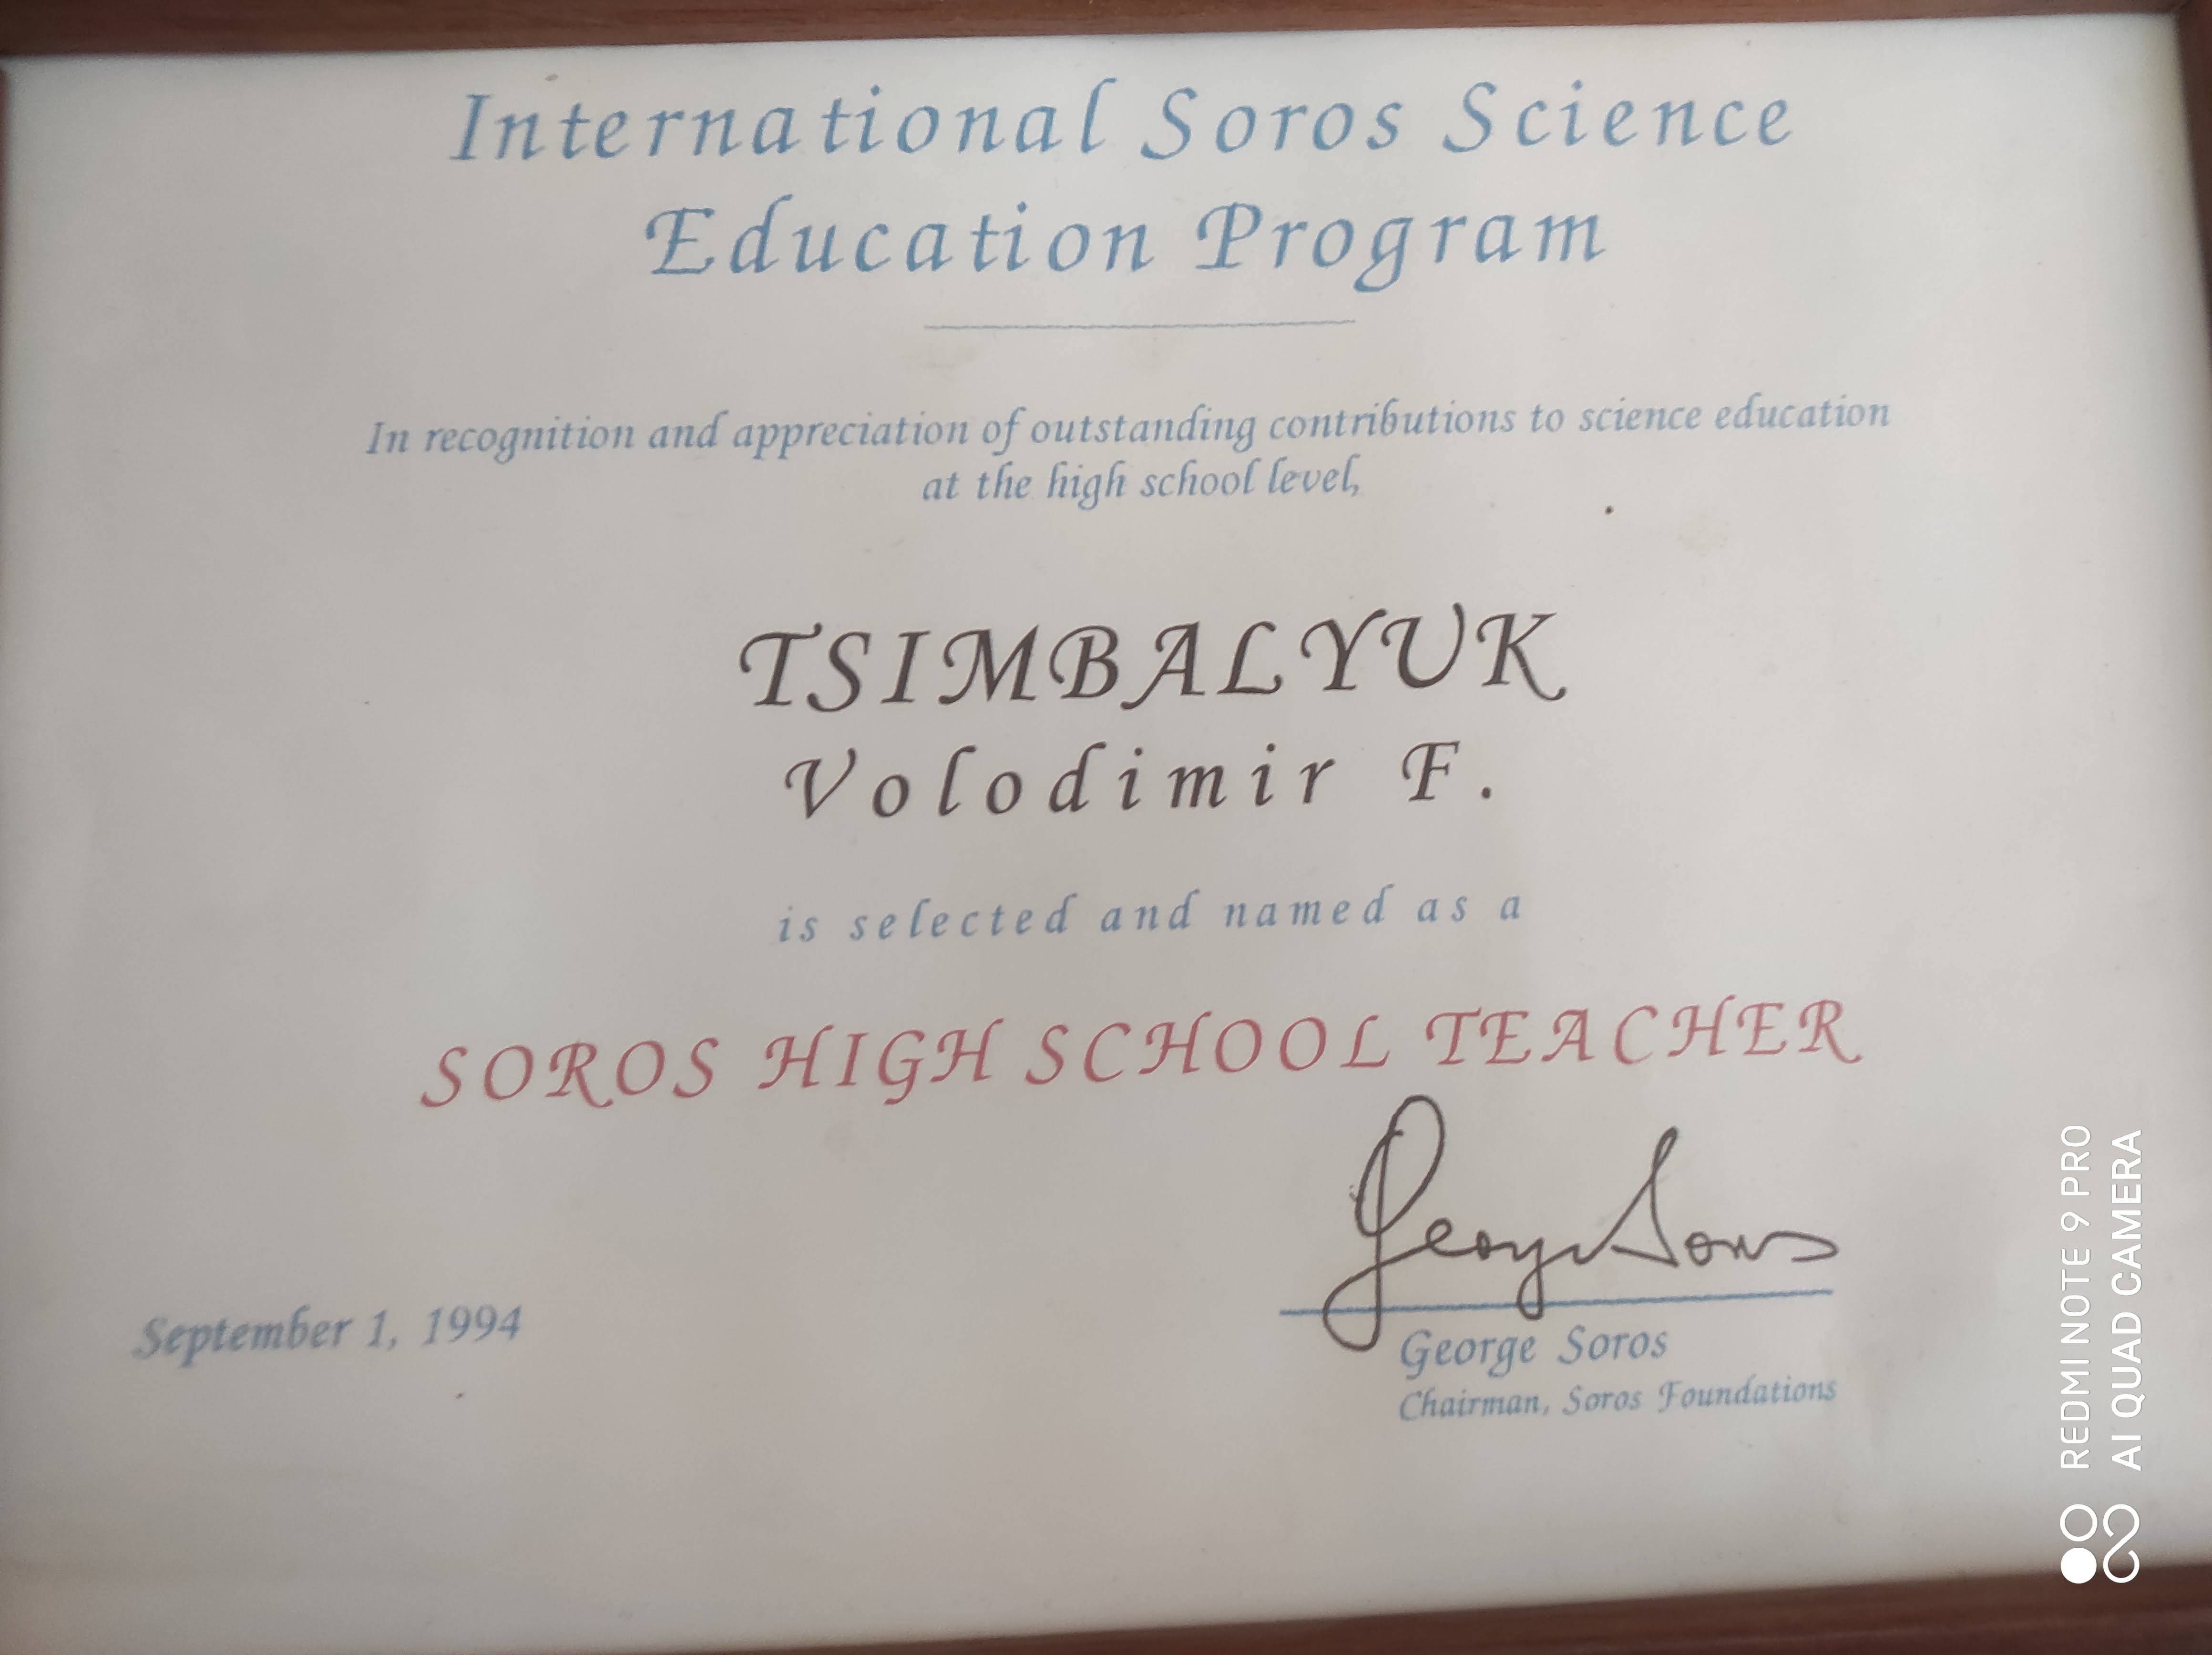 International Soros Science
Education Program
In recognition and appreciation of outstanding contributions to science education
at the high school level,
TSIMBALYUK
Volodimir F.
is selected and named as a
SOROS HIGH SCHOOL TEACHER
George Soros
September 1, 1994
George Soros
Chairman, Soros Foundations
REDMI NOTE 9 PRO
AI QUAD CAMERA